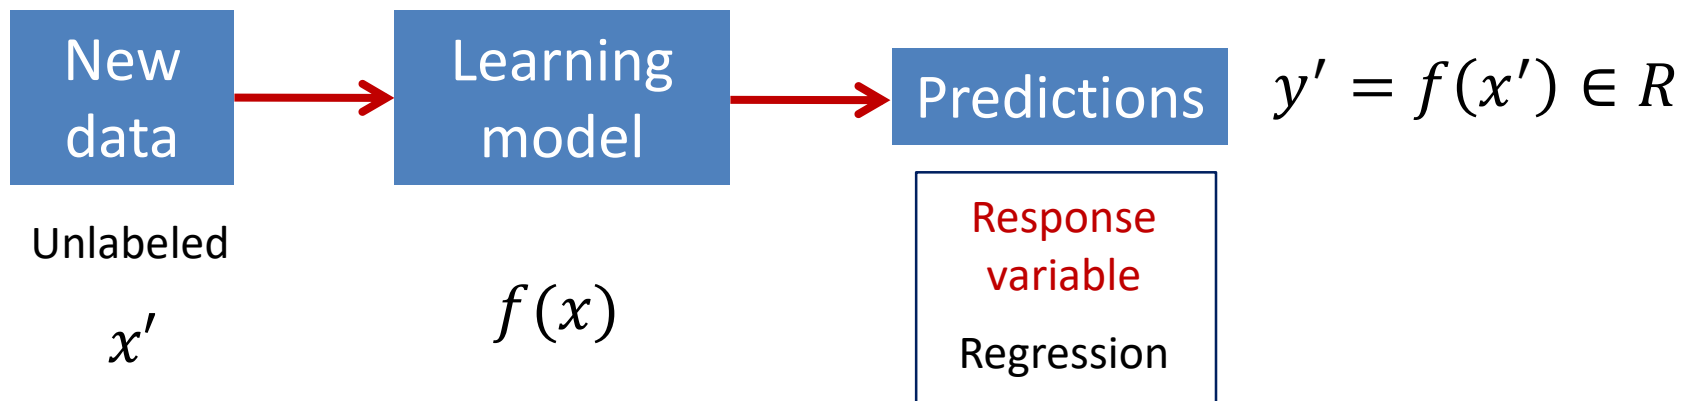 New
data
Unlabeled
x′
Learning
model
f(x)
Predictions
Response
variable
Regression
y′ = f(x′) ∈ R